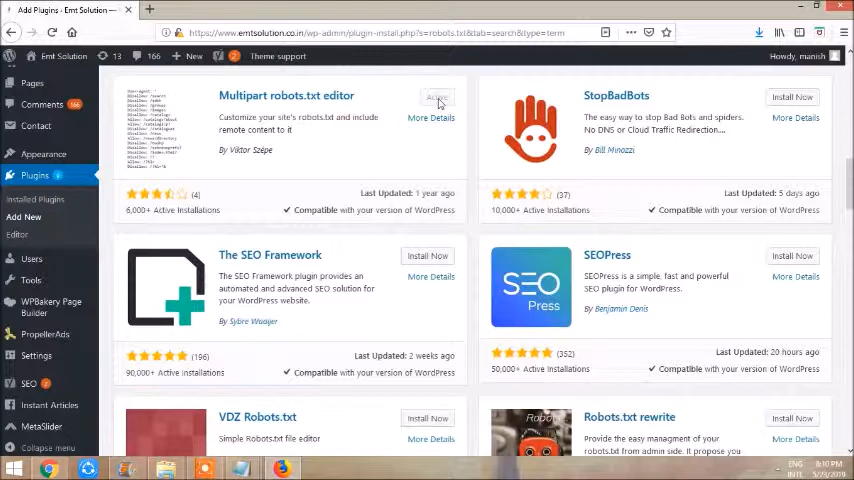 Add Plugins ‹ Emt Solution — Wor
https://www.emtsolution.co.in/wp-admin/plugin-install.php?s=robots.txt&tab=search&type=term
Emt Solution 13 166 New 2 Theme support Howdy, manish
Pages
Comments 166
Contact
Appearance
Plugins
Installed Plugins
Add New
Editor
Users
Tools
WPBakery Page
Builder
PropellerAds
Settings
SEO 2
Instant Articles
MetaSlider
Collapse menu
Multipart robots.txt editor
Active
More Details
Customize your site's robots.txt and include
remote content to it
By Viktor Szépe
(4)
6,000+ Active Installations
Last Updated: 1 year ago
Compatible with your version of WordPress
StopBadBots
Install Now
More Details
The easy way to stop Bad Bots and spiders.
No DNS or Cloud Traffic Redirection....
By Bill Minozzi
(37)
10,000+ Active Installations
Last Updated: 5 days ago
Compatible with your version of WordPress
The SEO Framework
Install Now
More Details
The SEO Framework plugin provides an
automated and advanced SEO solution for
your WordPress website.
By Sybre Waaijer
(196)
90,000+ Active Installations
Last Updated: 2 weeks ago
Compatible with your version of WordPress
SEO
Press
SEOPress
Install Now
More Details
SEOPress is a simple, fast and powerful
SEO plugin for WordPress.
By Benjamin Denis
(352)
50,000+ Active Installations
Last Updated: 20 hours ago
Compatible with your version of WordPress
VDZ Robots.txt
Install Now
More Details
Simple Robots.txt file editor
Robots.txt rewrite
Install Now
More Details
Provide the easy managment of your
robots.txt from admin side. It propose you
ENG 8:10 PM
INTL 5/23/2019